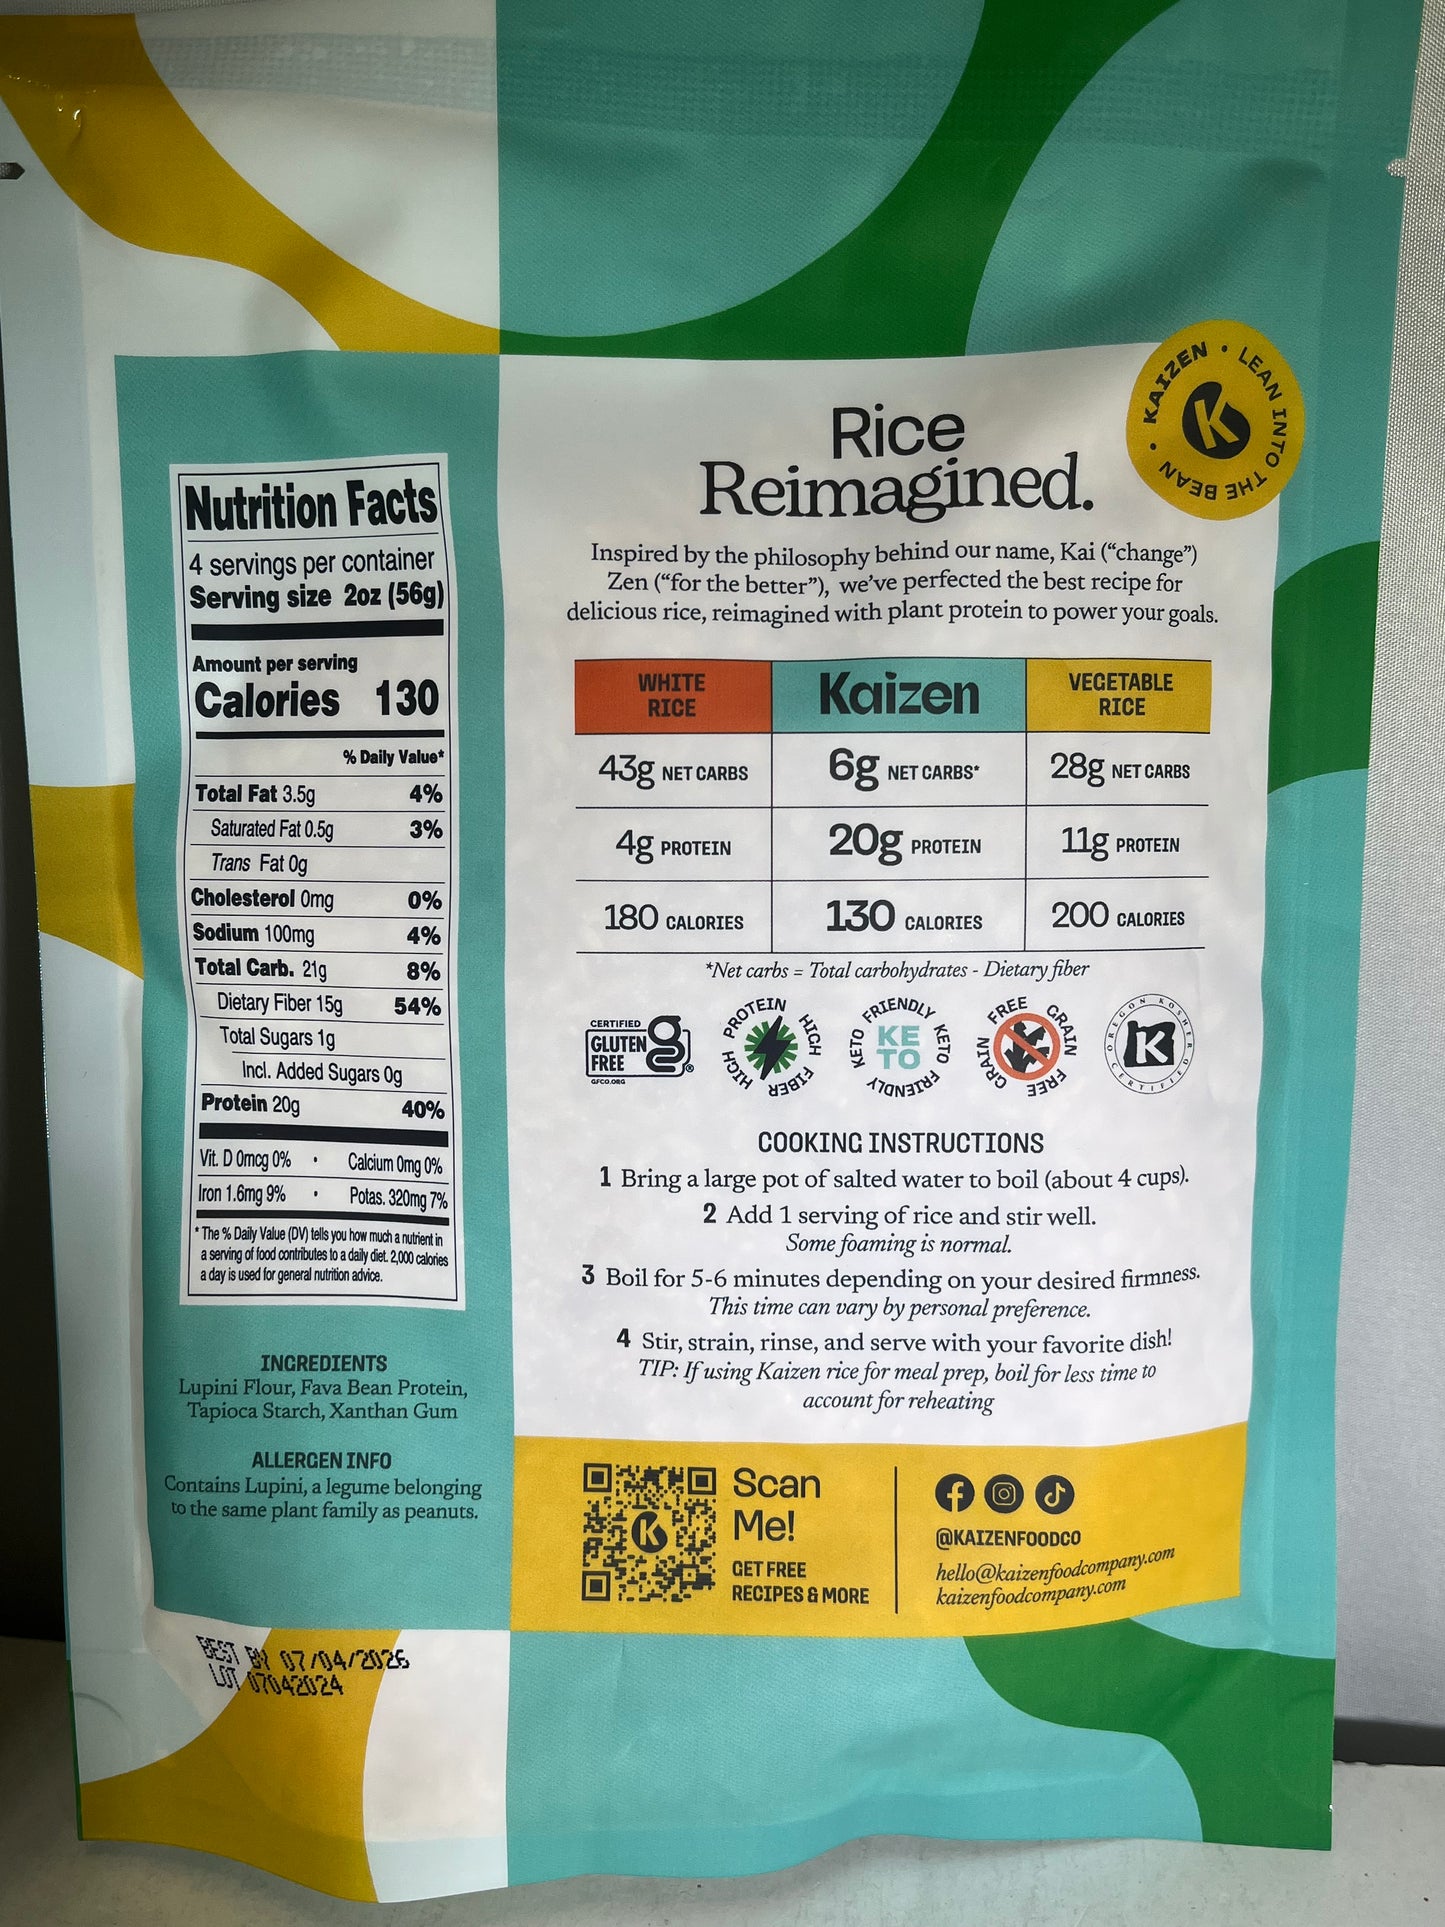 KAIZEN • LEAN INTO THE BEAN •
K
Rice
Reimagined.
Inspired by the philosophy behind our name, Kai (“change”)
Zen (“for the better”), we’ve perfected the best recipe for
delicious rice, reimagined with plant protein to power your goals.
WHITE
RICE
Kaizen
VEGETABLE
RICE
43g NET CARBS
6g NET CARBS*
28g NET CARBS
4g PROTEIN
20g PROTEIN
11g PROTEIN
180 CALORIES
130 CALORIES
200 CALORIES
*Net carbs = Total carbohydrates - Dietary fiber
CERTIFIED
GLUTEN
FREE
GFCO.ORG
®
HIGH PROTEIN HIGH FIBER
KETO FRIENDLY KETO FRIENDLY
KE
TO
GRAIN FREE GRAIN FREE
OREGON KOSHER
CERTIFIED
K
COOKING INSTRUCTIONS
1 Bring a large pot of salted water to boil (about 4 cups).
2 Add 1 serving of rice and stir well.
Some foaming is normal.
3 Boil for 5-6 minutes depending on your desired firmness.
This time can vary by personal preference.
4 Stir, strain, rinse, and serve with your favorite dish!
TIP: If using Kaizen rice for meal prep, boil for less time to
account for reheating
Scan
Me!
GET FREE
RECIPES & MORE
K
@KAIZENFOODCO
hello@kaizenfoodcompany.com
kaizenfoodcompany.com
Nutrition Facts
4 servings per container
Serving size 2oz (56g)
Amount per serving
Calories 130
% Daily Value*
Total Fat 3.5g 4%
Saturated Fat 0.5g 3%
Trans Fat 0g
Cholesterol 0mg 0%
Sodium 100mg 4%
Total Carb. 21g 8%
Dietary Fiber 15g 54%
Total Sugars 1g
Incl. Added Sugars 0g
Protein 20g 40%
Vit. D 0mcg 0% • Calcium 0mg 0%
Iron 1.6mg 9% • Potas. 320mg 7%
* The % Daily Value (DV) tells you how much a nutrient in
a serving of food contributes to a daily diet. 2,000 calories
a day is used for general nutrition advice.
INGREDIENTS
Lupini Flour, Fava Bean Protein,
Tapioca Starch, Xanthan Gum
ALLERGEN INFO
Contains Lupini, a legume belonging
to the same plant family as peanuts.
BEST BY 07/04/2026
LOT 07042024